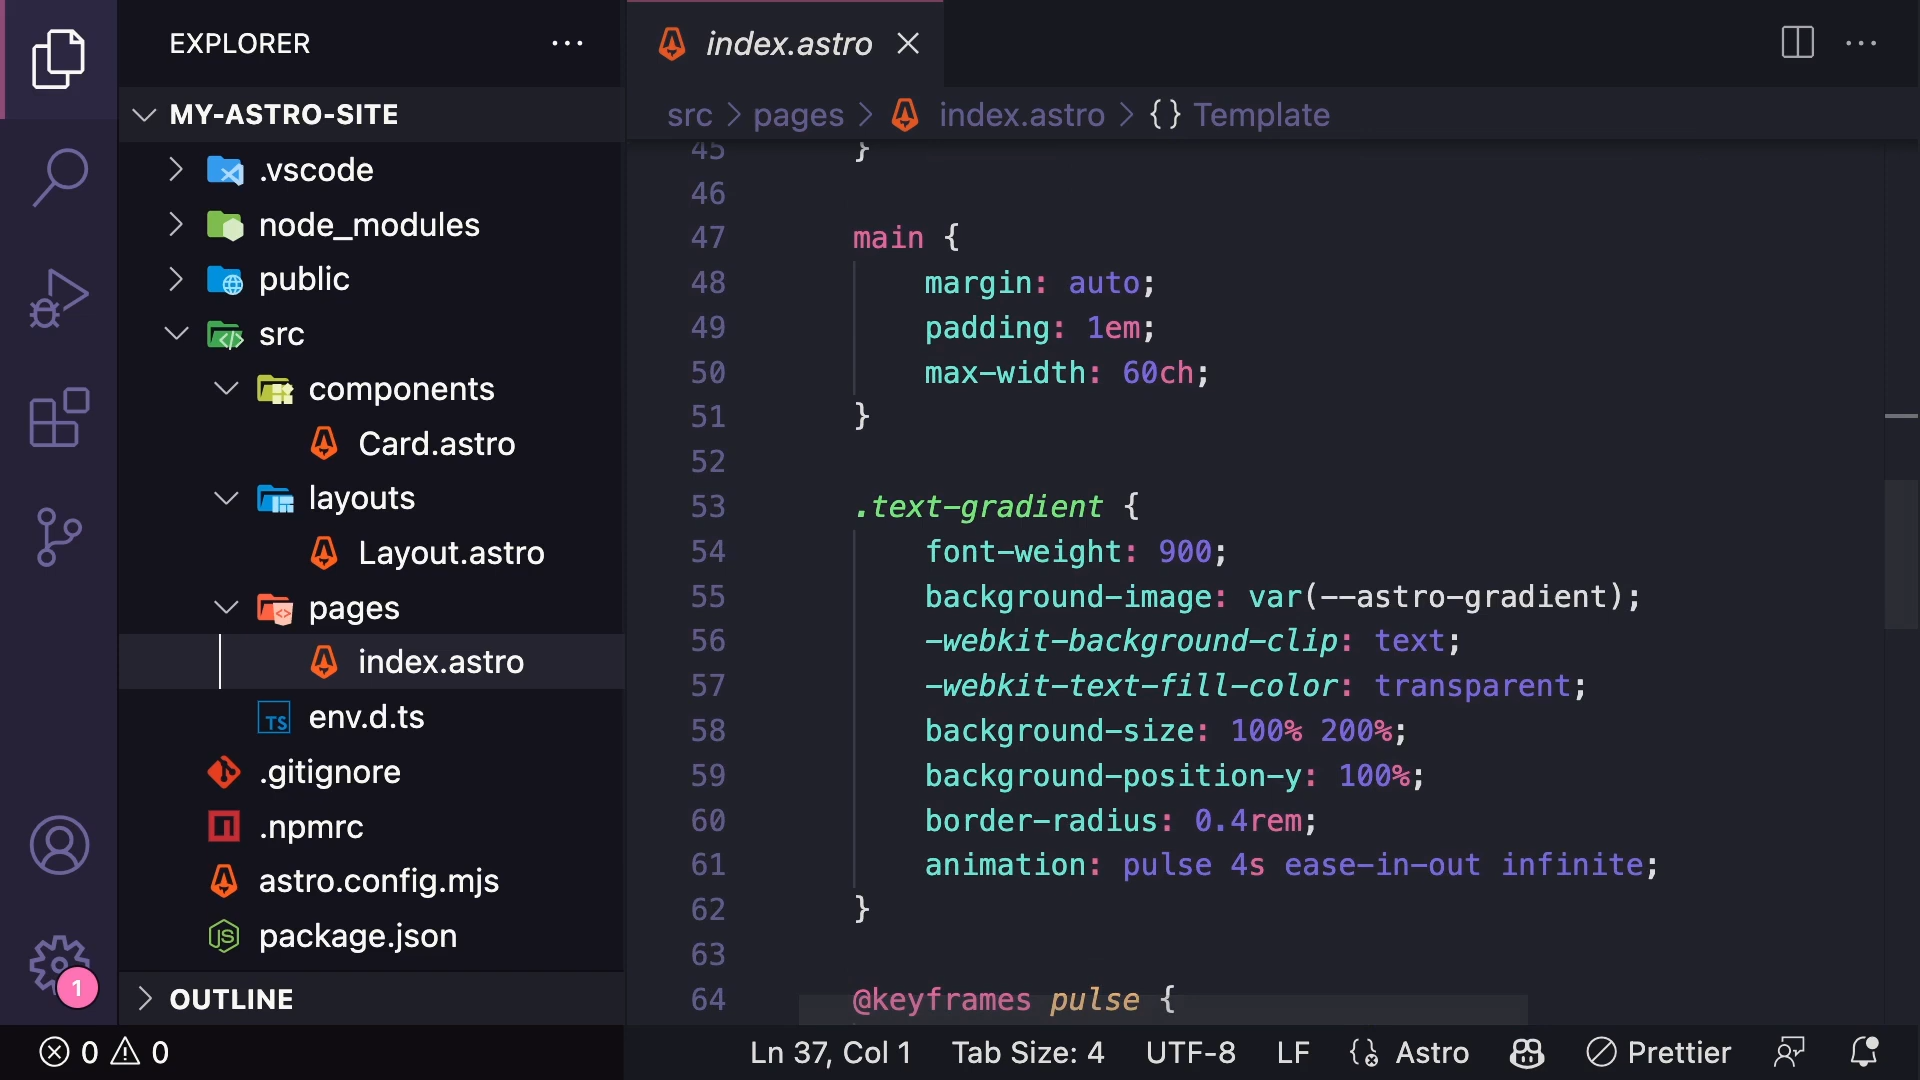 EXPLORER
MY-ASTRO-SITE
.vscode
node_modules
public
src
components
Card.astro
layouts
Layout.astro
pages
index.astro
TS env.d.ts
.gitignore
.npmrc
astro.config.mjs
JS package.json
OUTLINE
1
index.astro
src > pages > index.astro > {} Template
45 }
46
47 main {
48 margin: auto;
49 padding: 1em;
50 max-width: 60ch;
51 }
52
53 .text-gradient {
54 font-weight: 900;
55 background-image: var(--astro-gradient);
56 -webkit-background-clip: text;
57 -webkit-text-fill-color: transparent;
58 background-size: 100% 200%;
59 background-position-y: 100%;
60 border-radius: 0.4rem;
61 animation: pulse 4s ease-in-out infinite;
62 }
63
64 @keyframes pulse {
0 0 Ln 37, Col 1 Tab Size: 4 UTF-8 LF Astro Prettier